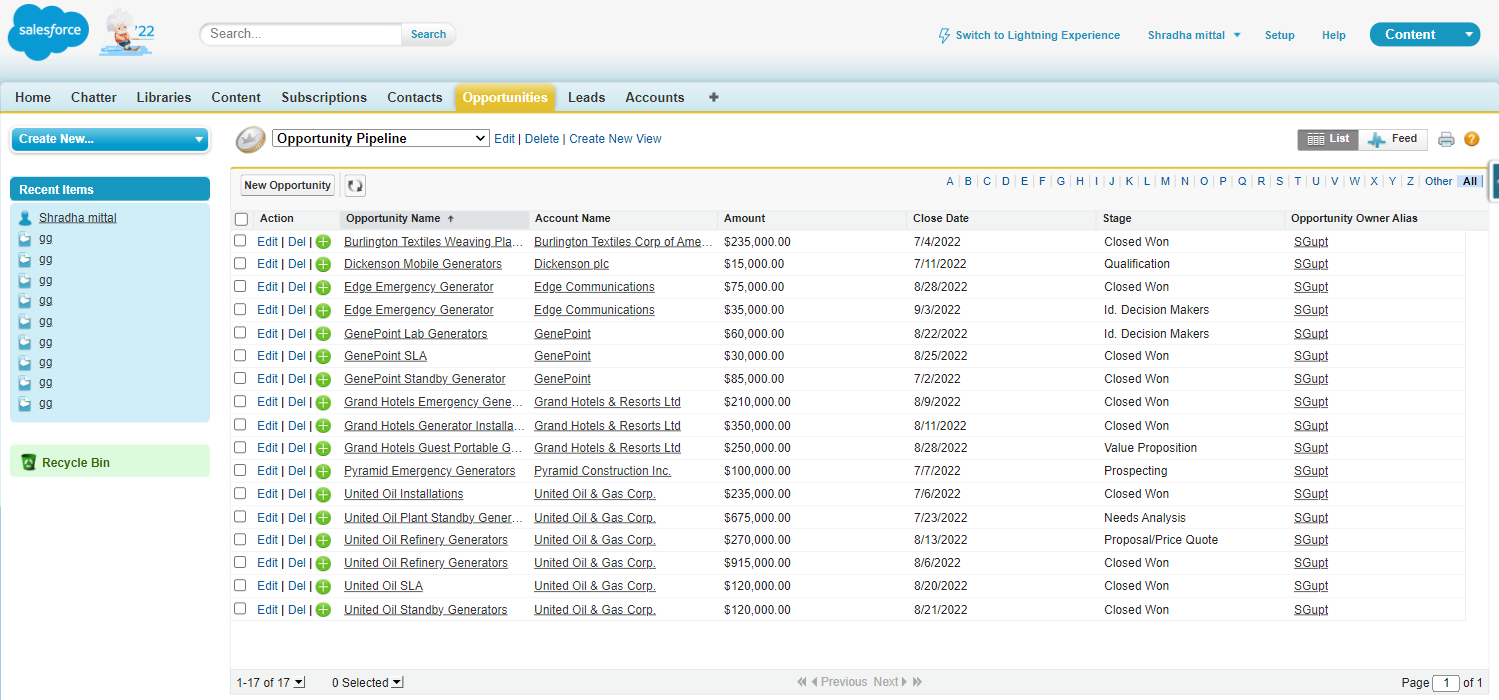 salesforce
'22
Search...
Search
Switch to Lightning Experience
Shradha mittal
Setup
Help
Content
Home Chatter Libraries Content Subscriptions Contacts Opportunities Leads Accounts +
Create New...
Recent Items
Shradha mittal
gg
gg
gg
gg
gg
gg
gg
gg
gg
Recycle Bin
Opportunity Pipeline
Edit | Delete | Create New View
List
Feed
New Opportunity
A | B | C | D | E | F | G | H | I | J | K | L | M | N | O | P | Q | R | S | T | U | V | W | X | Y | Z | Other | All
Action Opportunity Name Account Name Amount Close Date Stage Opportunity Owner Alias
Edit | Del | Burlington Textiles Weaving Pla... Burlington Textiles Corp of Ame... $235,000.00 7/4/2022 Closed Won SGupt
Edit | Del | Dickenson Mobile Generators Dickenson plc $15,000.00 7/11/2022 Qualification SGupt
Edit | Del | Edge Emergency Generator Edge Communications $75,000.00 8/28/2022 Closed Won SGupt
Edit | Del | Edge Emergency Generator Edge Communications $35,000.00 9/3/2022 Id. Decision Makers SGupt
Edit | Del | GenePoint Lab Generators GenePoint $60,000.00 8/22/2022 Id. Decision Makers SGupt
Edit | Del | GenePoint SLA GenePoint $30,000.00 8/25/2022 Closed Won SGupt
Edit | Del | GenePoint Standby Generator GenePoint $85,000.00 7/2/2022 Closed Won SGupt
Edit | Del | Grand Hotels Emergency Gene... Grand Hotels & Resorts Ltd $210,000.00 8/9/2022 Closed Won SGupt
Edit | Del | Grand Hotels Generator Installa... Grand Hotels & Resorts Ltd $350,000.00 8/11/2022 Closed Won SGupt
Edit | Del | Grand Hotels Guest Portable G... Grand Hotels & Resorts Ltd $250,000.00 8/28/2022 Value Proposition SGupt
Edit | Del | Pyramid Emergency Generators Pyramid Construction Inc. $100,000.00 7/7/2022 Prospecting SGupt
Edit | Del | United Oil Installations United Oil & Gas Corp. $235,000.00 7/6/2022 Closed Won SGupt
Edit | Del | United Oil Plant Standby Gener... United Oil & Gas Corp. $675,000.00 7/23/2022 Needs Analysis SGupt
Edit | Del | United Oil Refinery Generators United Oil & Gas Corp. $270,000.00 8/13/2022 Proposal/Price Quote SGupt
Edit | Del | United Oil Refinery Generators United Oil & Gas Corp. $915,000.00 8/6/2022 Closed Won SGupt
Edit | Del | United Oil SLA United Oil & Gas Corp. $120,000.00 8/20/2022 Closed Won SGupt
Edit | Del | United Oil Standby Generators United Oil & Gas Corp. $120,000.00 8/21/2022 Closed Won SGupt
1-17 of 17
0 Selected
Previous Next
Page 1 of 1